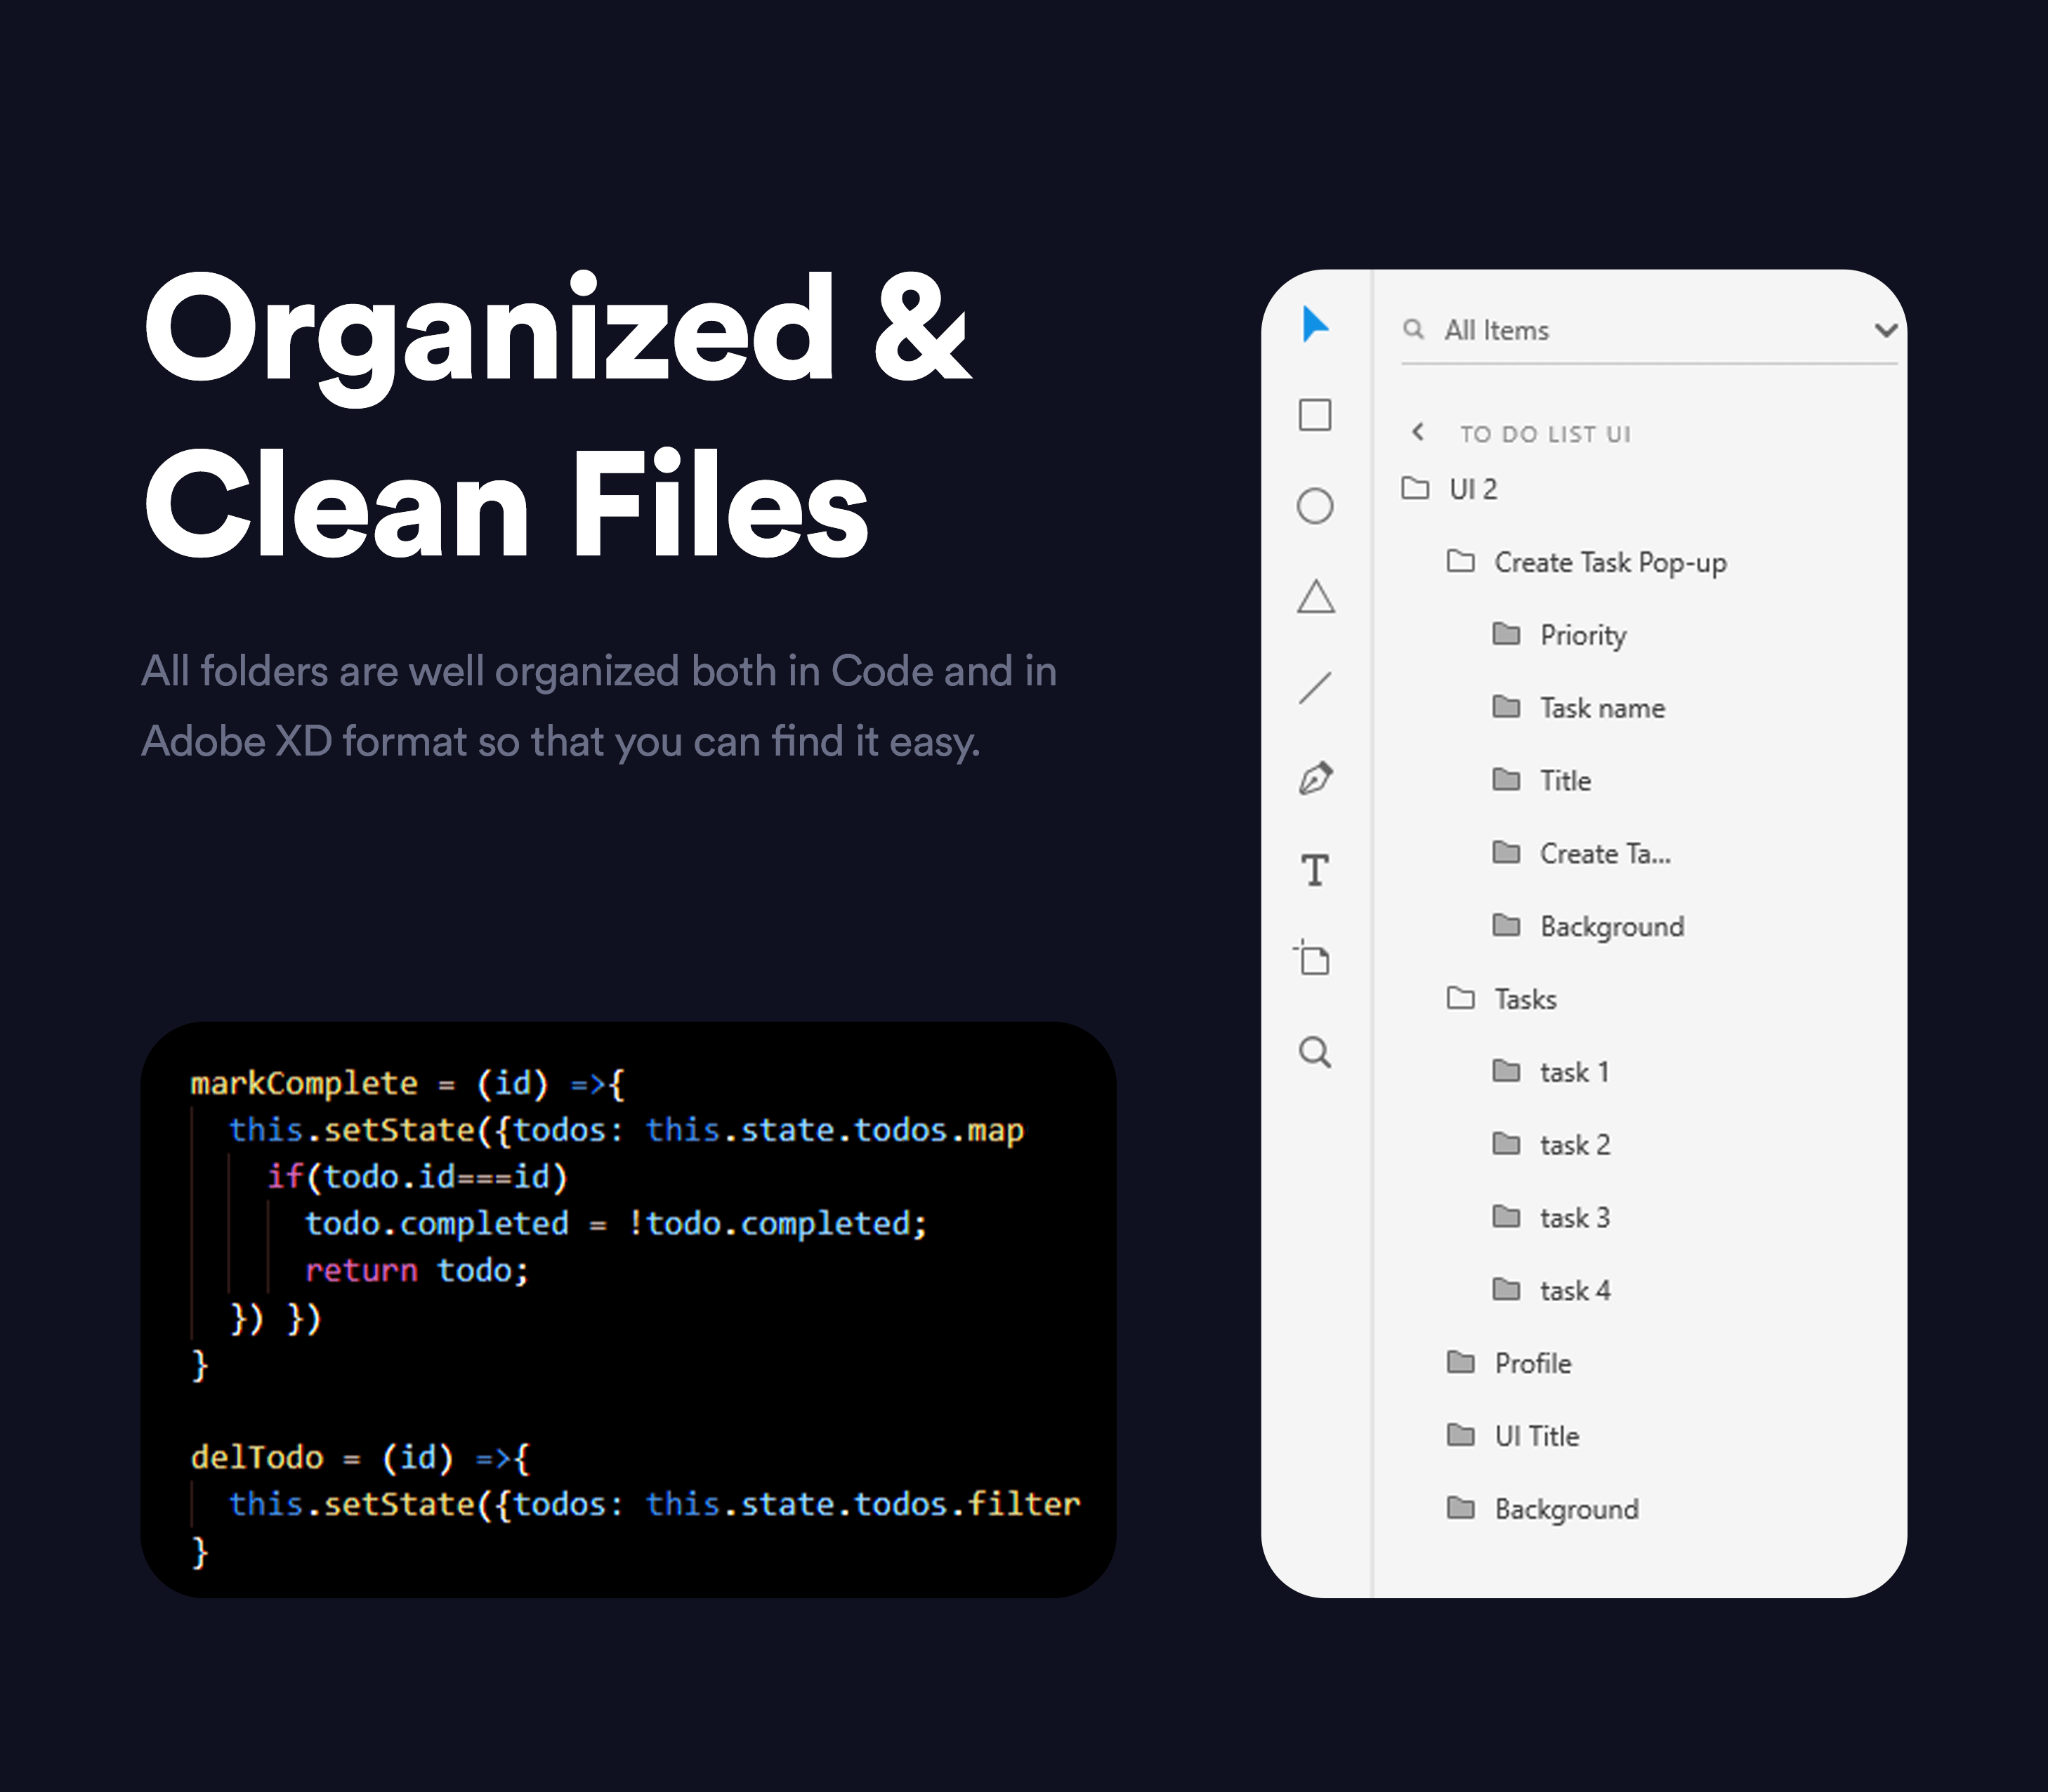 Organized &
Clean Files
All folders are well organized both in Code and in
Adobe XD format so that you can find it easy.
markComplete = (id) =>{
this.setState({todos: this.state.todos.map
if(todo.id===id)
todo.completed = !todo.completed;
return todo;
}) })
}
delTodo = (id) =>{
this.setState({todos: this.state.todos.filter
}
All Items
TO DO LIST UI
UI 2
Create Task Pop-up
Priority
Task name
Title
Create Ta...
Background
Tasks
task 1
task 2
task 3
task 4
Profile
UI Title
Background